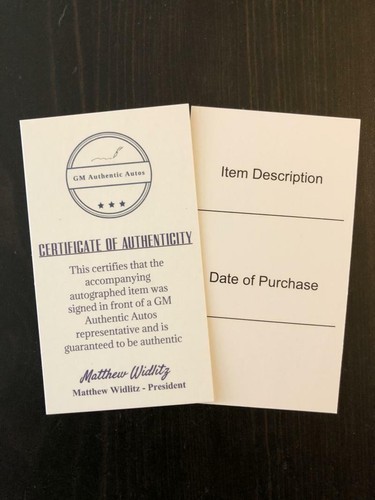 GM Authentic Autos
CERTIFICATE OF AUTHENTICITY
This certifies that the
accompanying
autographed item was
signed in front of a GM
Authentic Autos
representative and is
guaranteed to be authentic
Matthew Widlitz
Matthew Widlitz - President
Item Description
Date of Purchase